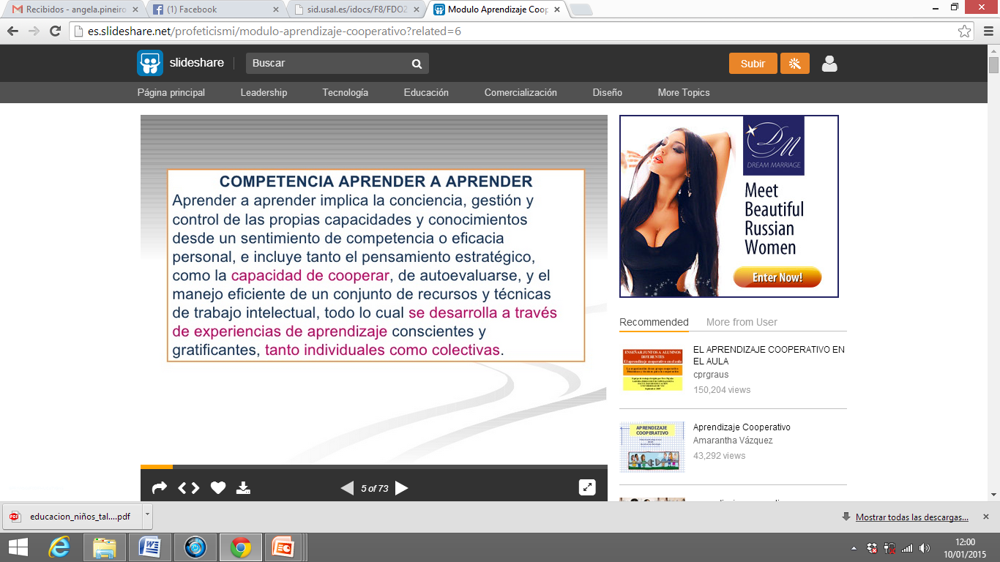 Recibidos - angela.pineiro
(1) Facebook
sid.usal.es/idocs/F8/FDO2
Modulo Aprendizaje Coop
es.slideshare.net/profeticismi/modulo-aprendizaje-cooperativo?related=6
slideshare
Buscar
Subir
Página principal
Leadership
Tecnología
Educación
Comercialización
Diseño
More Topics
COMPETENCIA APRENDER A APRENDER
Aprender a aprender implica la conciencia, gestión y
control de las propias capacidades y conocimientos
desde un sentimiento de competencia o eficacia
personal, e incluye tanto el pensamiento estratégico,
como la capacidad de cooperar, de autoevaluarse, y el
manejo eficiente de un conjunto de recursos y técnicas
de trabajo intelectual, todo lo cual se desarrolla a través
de experiencias de aprendizaje conscientes y
gratificantes, tanto individuales como colectivas.
5 of 73
DM
DREAM MARRIAGE
Meet
Beautiful
Russian
Women
Enter Now!
Recommended
More from User
ENSEÑAR JUNTOS A ALUMNOS
DIFERENTES
El aprendizaje cooperativo en el aula
EL APRENDIZAJE COOPERATIVO EN
EL AULA
cprgraus
150,204 views
APRENDIZAJE
COOPERATIVO
Aprendizaje Cooperativo
Amarantha Vázquez
43,292 views
PDF
educacion_niños_tal....pdf
Mostrar todas las descargas...
12:00
10/01/2015